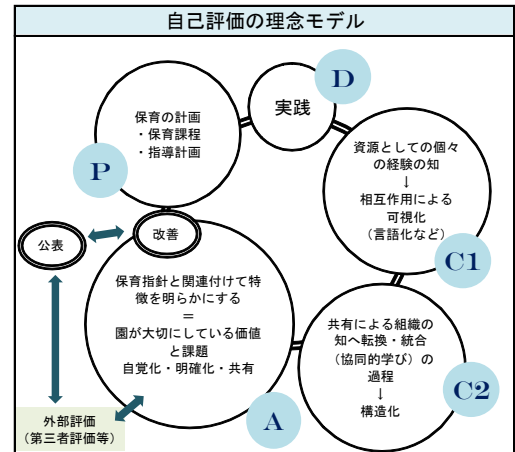 自己評価の理念モデル
保育の計画
・保育課程
・指導計画
P
実践
D
資源としての個々
の経験の知
↓
相互作用による
可視化
（言語化など）
C1
共有による組織の
知へ転換・統合
（協同的学び）の
過程
↓
構造化
C2
改善
公表
保育指針と関連付けて特
徴を明らかにする
＝
園が大切にしている価値
と課題
自覚化・明確化・共有
A
外部評価
（第三者評価等）